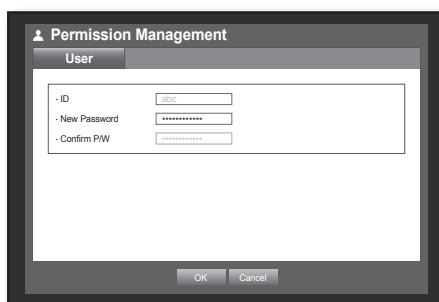 Permission Management
User
· ID abc
· New Password ************
· Confirm P/W ************
OK Cancel